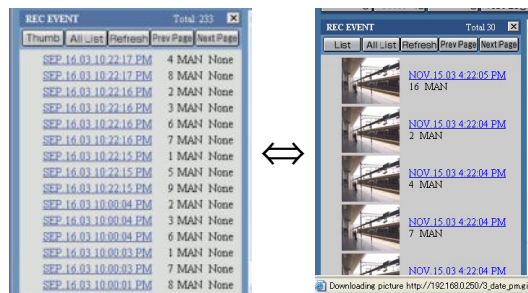 REC EVENT Total 233
Thumb All List Refresh Prev Page Next Page
SEP.16.03 10:22:17 PM 4 MAN None
SEP.16.03 10:22:17 PM 8 MAN None
SEP.16.03 10:22:16 PM 2 MAN None
SEP.16.03 10:22:16 PM 3 MAN None
SEP.16.03 10:22:16 PM 6 MAN None
SEP.16.03 10:22:16 PM 7 MAN None
SEP.16.03 10:22:15 PM 1 MAN None
SEP.16.03 10:22:15 PM 5 MAN None
SEP.16.03 10:22:15 PM 9 MAN None
SEP.16.03 10:00:04 PM 2 MAN None
SEP.16.03 10:00:04 PM 3 MAN None
SEP.16.03 10:00:04 PM 6 MAN None
SEP.16.03 10:00:03 PM 1 MAN None
SEP.16.03 10:00:03 PM 7 MAN None
SEP.16.03 10:00:01 PM 8 MAN None
REC EVENT Total 30
List All List Refresh Prev Page Next Page
NOV.15.03 4:22:05 PM
16 MAN
NOV.15.03 4:22:04 PM
2 MAN
NOV.15.03 4:22:04 PM
4 MAN
NOV.15.03 4:22:04 PM
7 MAN
NOV.15.03 4:22:04 PM
Downloading picture http://192.168.0.250/3_date_pm.gi